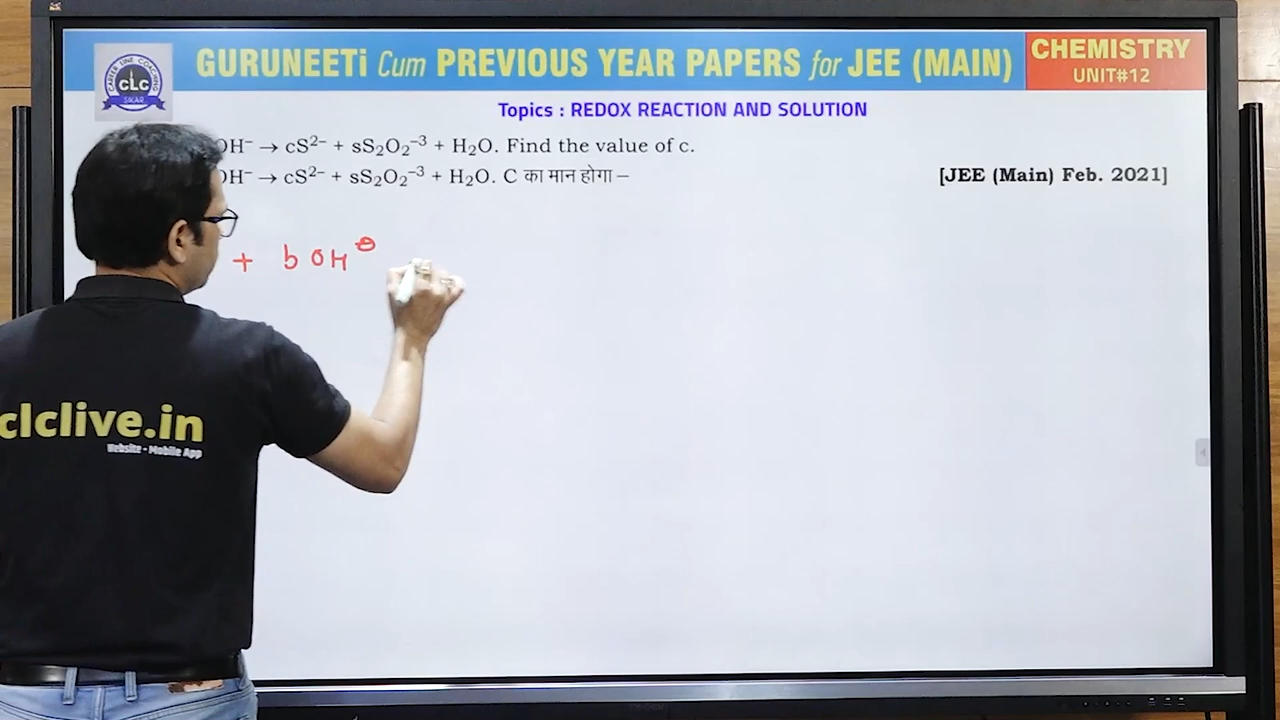 GURUNEETi Cum PREVIOUS YEAR PAPERS for JEE (MAIN)
CHEMISTRY
UNIT#12
CLC
SIKAR
Topics : REDOX REACTION AND SOLUTION
OH⁻ → cS²⁻ + sS₂O₂⁻³ + H₂O. Find the value of c.
OH⁻ → cS²⁻ + sS₂O₂⁻³ + H₂O. C का मान होगा –
[JEE (Main) Feb. 2021]
+ b OH⊖
clclive.in
Website - Mobile App